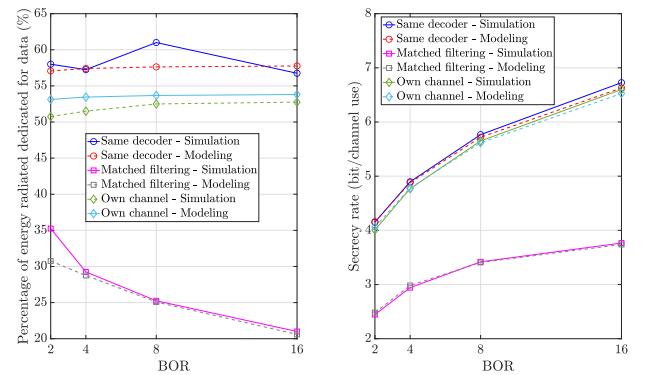 Percentage of energy radiated dedicated for data (%)
65
60
55
50
45
40
35
30
25
20
2
4
8
16
BOR
Same decoder - Simulation
Same decoder - Modeling
Matched filtering - Simulation
Matched filtering - Modeling
Own channel - Simulation
Own channel - Modeling
Secrecy rate (bit/channel use)
8
7
6
5
4
3
2
2
4
8
16
BOR
Same decoder - Simulation
Same decoder - Modeling
Matched filtering - Simulation
Matched filtering - Modeling
Own channel - Simulation
Own channel - Modeling